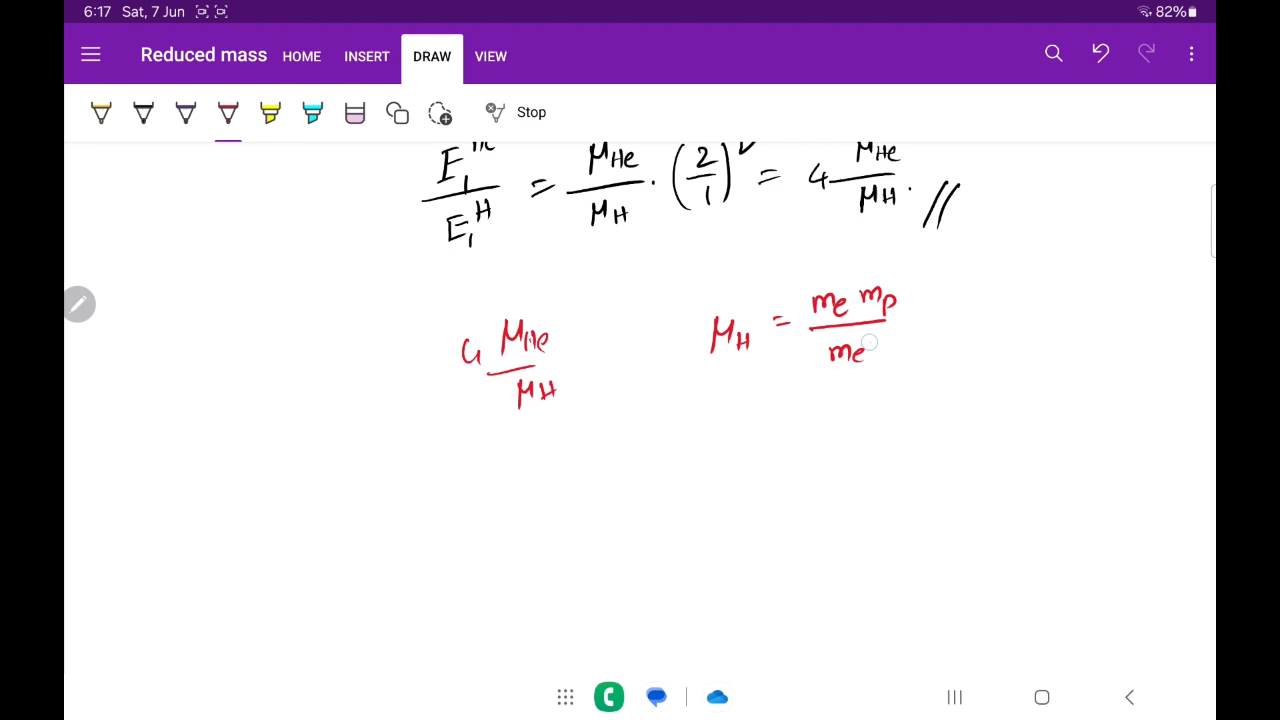 6:17 Sat, 7 Jun 82%
Reduced mass HOME INSERT DRAW VIEW
Stop
E₁^He / E₁^H = μHe / μH · (2/1)² = 4 μHe / μH · //
4 μHe / μH
μH = me mp / me